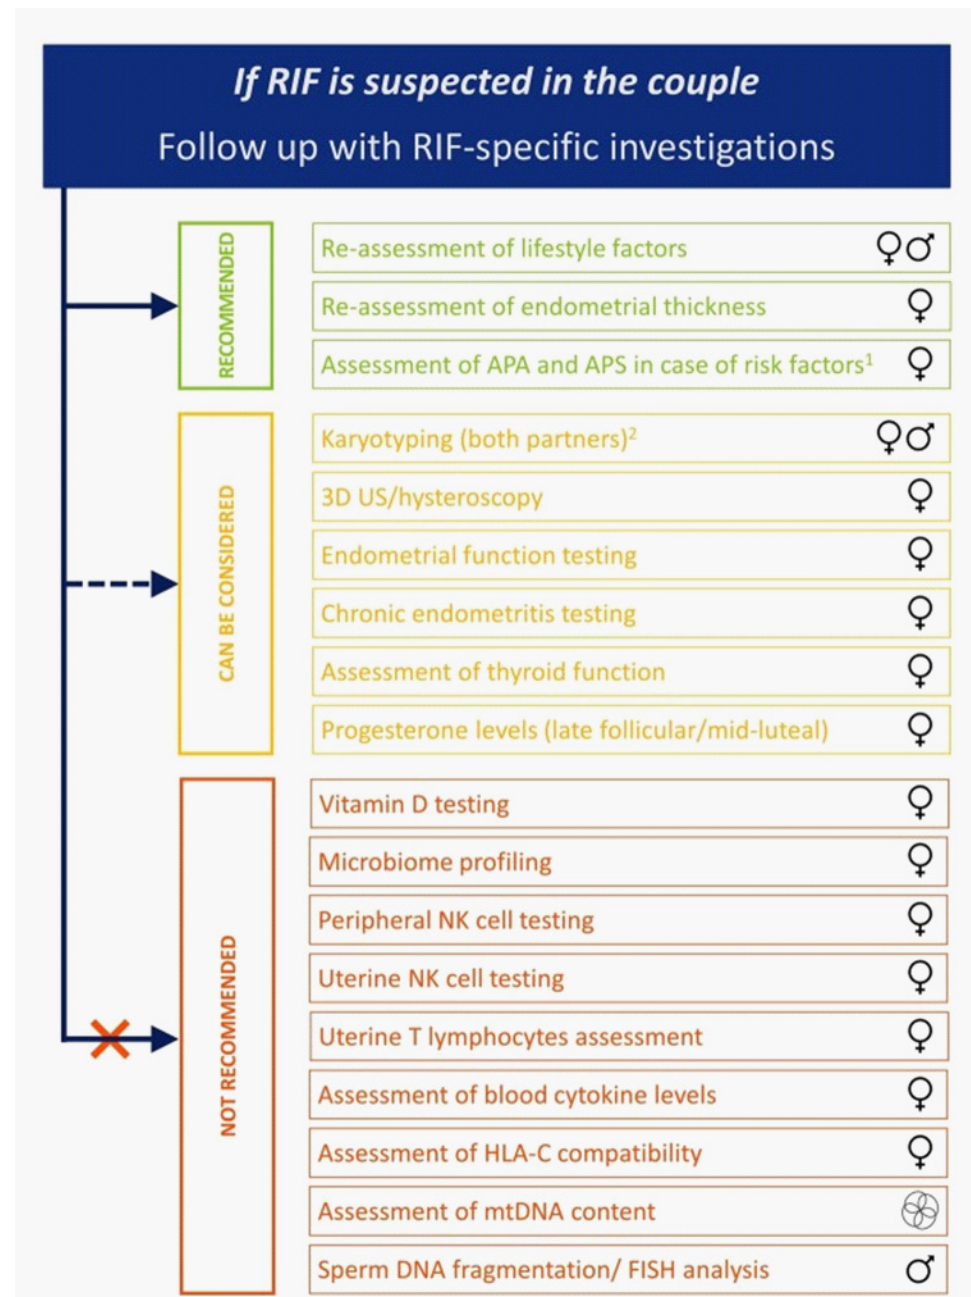 If RIF is suspected in the couple
Follow up with RIF-specific investigations
RECOMMENDED
Re-assessment of lifestyle factors
Re-assessment of endometrial thickness
Assessment of APA and APS in case of risk factors¹
CAN BE CONSIDERED
Karyotyping (both partners)²
3D US/hysteroscopy
Endometrial function testing
Chronic endometritis testing
Assessment of thyroid function
Progesterone levels (late follicular/mid-luteal)
NOT RECOMMENDED
Vitamin D testing
Microbiome profiling
Peripheral NK cell testing
Uterine NK cell testing
Uterine T lymphocytes assessment
Assessment of blood cytokine levels
Assessment of HLA-C compatibility
Assessment of mtDNA content
Sperm DNA fragmentation/ FISH analysis